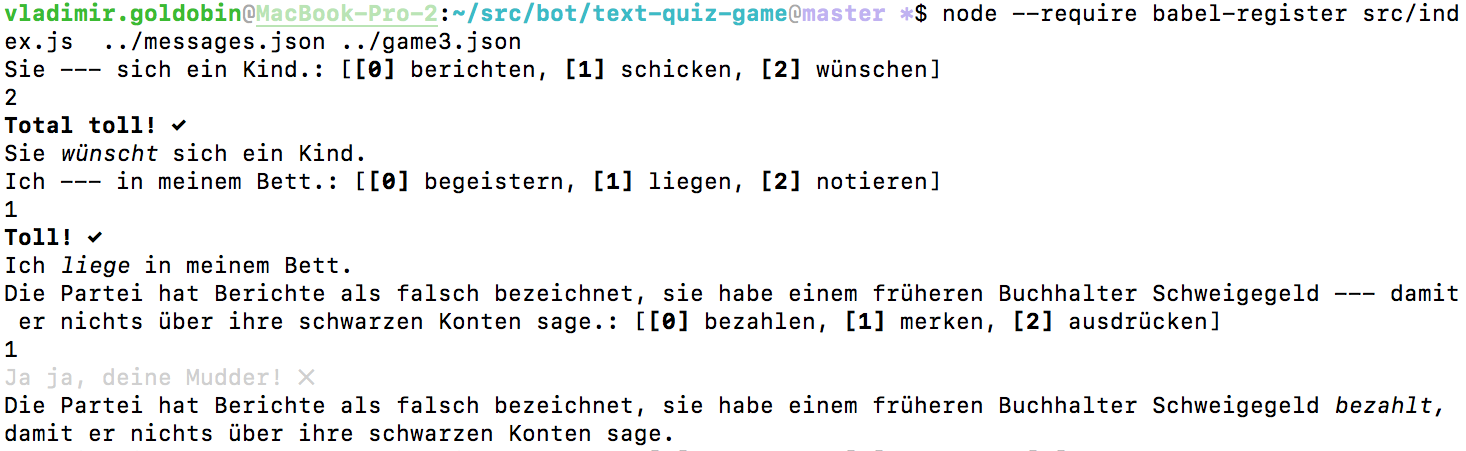 vladimir.goldobin@MacBook-Pro-2:~/src/bot/text-quiz-game@master *$ node --require babel-register src/ind
ex.js  ../messages.json ../game3.json
Sie --- sich ein Kind.: [[0] berichten, [1] schicken, [2] wünschen]
2
Total toll! ✔
Sie wünscht sich ein Kind.
Ich --- in meinem Bett.: [[0] begeistern, [1] liegen, [2] notieren]
1
Toll! ✔
Ich liege in meinem Bett.
Die Partei hat Berichte als falsch bezeichnet, sie habe einem früheren Buchhalter Schweigegeld --- damit
 er nichts über ihre schwarzen Konten sage.: [[0] bezahlen, [1] merken, [2] ausdrücken]
1
Ja ja, deine Mudder! ✕
Die Partei hat Berichte als falsch bezeichnet, sie habe einem früheren Buchhalter Schweigegeld bezahlt,
damit er nichts über ihre schwarzen Konten sage.